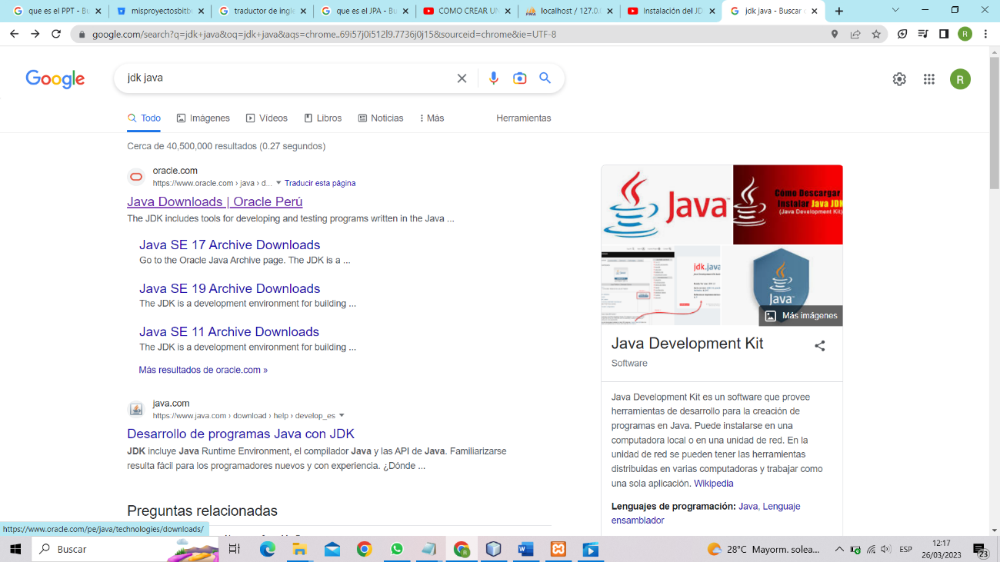 que es el PPT - Bu
misproyectosbitb
traductor de ingle
que es el JPA - Bu
COMO CREAR UN
localhost / 127.0.
Instalación del JD
jdk java - Buscar
google.com/search?q=jdk+java&oq=jdk+java&aqs=chrome..69i57j0i512l9.7736j0j15&sourceid=chrome&ie=UTF-8
R
Google
jdk java
R
Todo
Imágenes
Vídeos
Libros
Noticias
Más
Herramientas
Cerca de 40,500,000 resultados (0.27 segundos)
oracle.com
https://www.oracle.com › java › d... Traducir esta página
Java Downloads | Oracle Perú
The JDK includes tools for developing and testing programs written in the Java ...
Java SE 17 Archive Downloads
Go to the Oracle Java Archive page. The JDK is a ...
Java SE 19 Archive Downloads
The JDK is a development environment for building ...
Java SE 11 Archive Downloads
The JDK is a development environment for building ...
Más resultados de oracle.com »
java.com
https://www.java.com › download › help › develop_es
Desarrollo de programas Java con JDK
JDK incluye Java Runtime Environment, el compilador Java y las API de Java. Familiarizarse
resulta fácil para los programadores nuevos y con experiencia. ¿Dónde ...
Preguntas relacionadas
Java
Cómo Descargar
Instalar Java JDK
(Java Development Kit)
jdk.java
Java
Más imágenes
Java Development Kit
Software
Java Development Kit es un software que provee
herramientas de desarrollo para la creación de
programas en Java. Puede instalarse en una
computadora local o en una unidad de red. En la
unidad de red se pueden tener las herramientas
distribuidas en varias computadoras y trabajar como
una sola aplicación. Wikipedia
Lenguajes de programación: Java, Lenguaje
ensamblador
https://www.oracle.com/pe/java/technologies/downloads/
Buscar
28°C Mayorm. solea...
ESP
12:17
26/03/2023
23